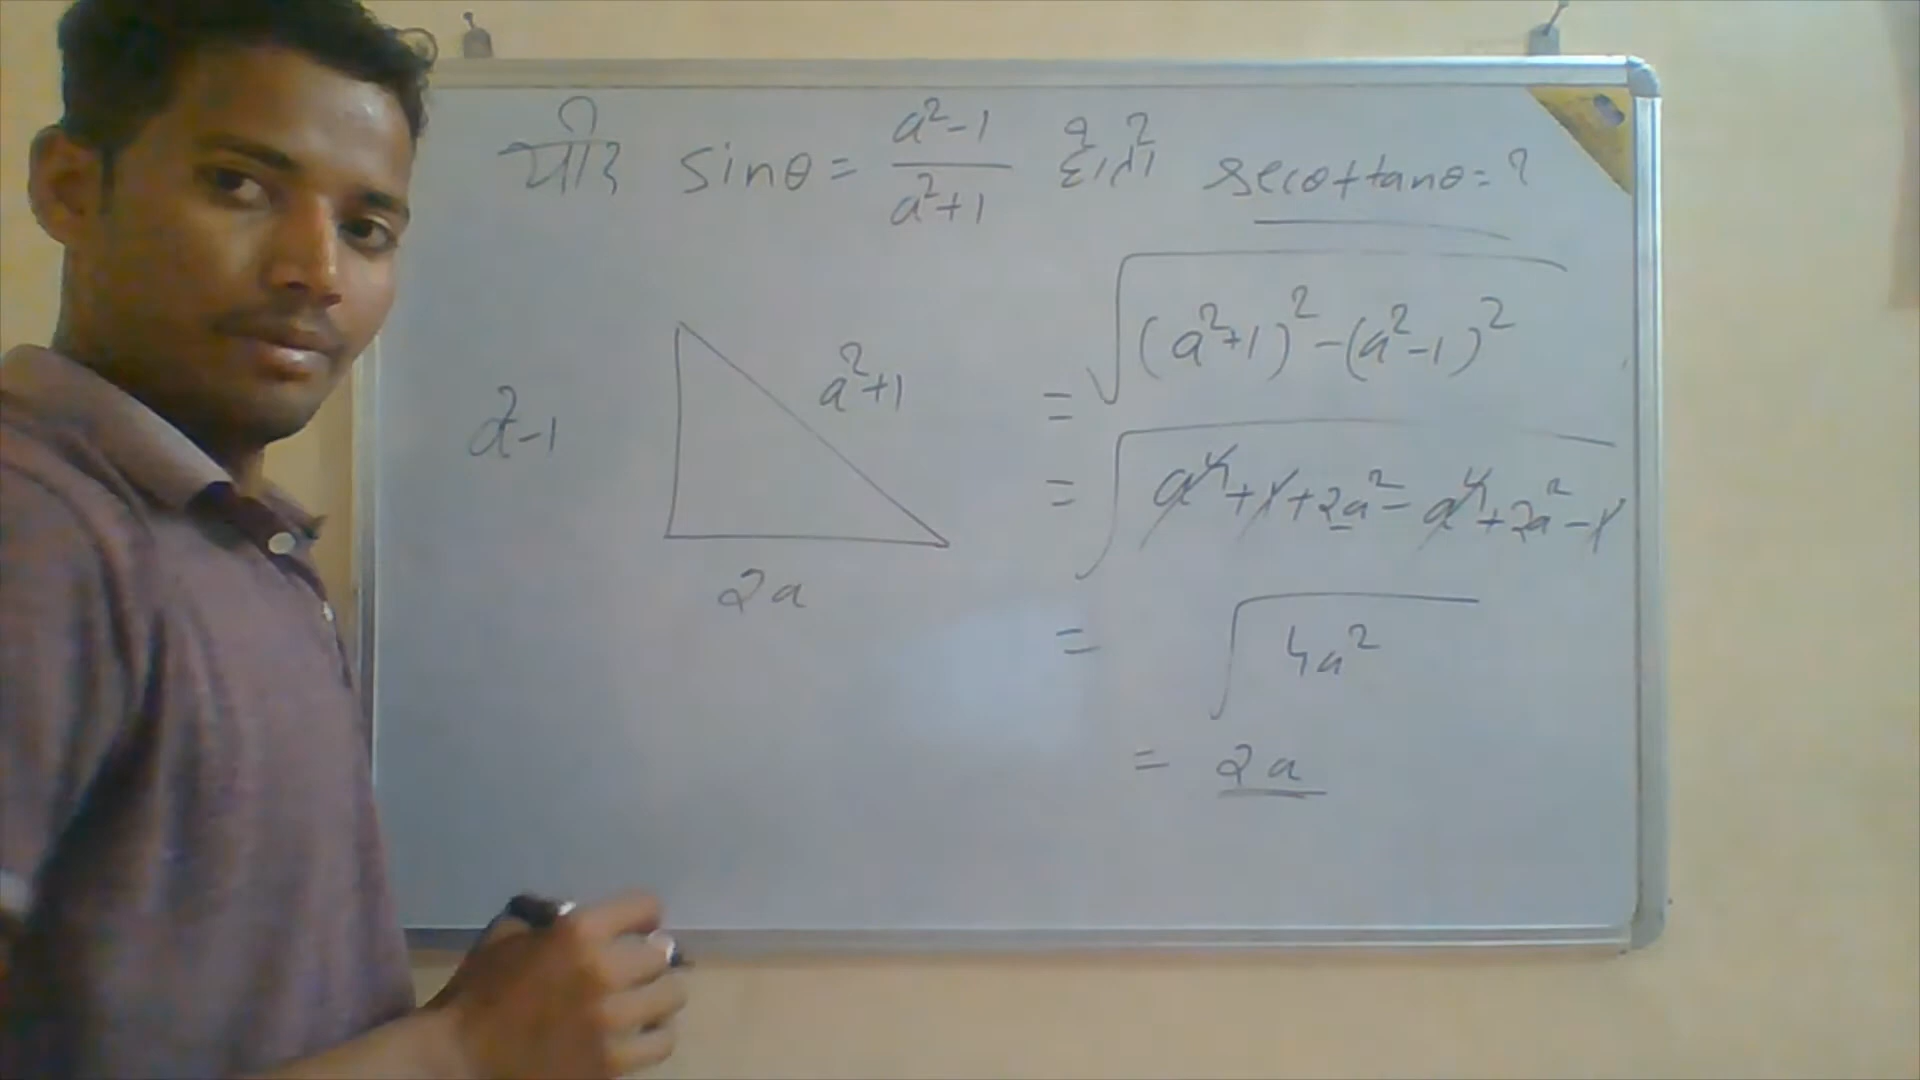 यदि sinθ = (a²-1)/(a²+1) है तो secθ+tanθ=?
a²-1
a²+1
2a
= √((a²+1)²-(a²-1)²)
= √(a⁴+1+2a²-a⁴+2a²-1)
= √(4a²)
= 2a